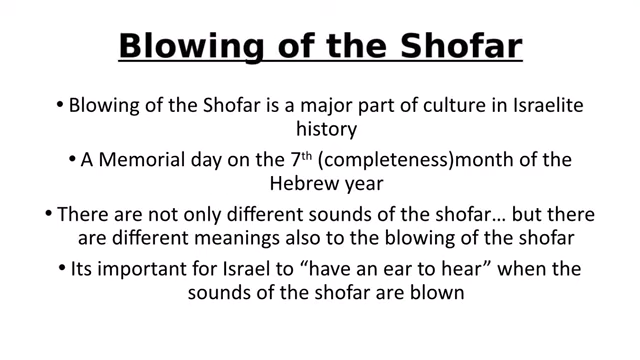 Blowing of the Shofar
• Blowing of the Shofar is a major part of culture in Israelite
history
• A Memorial day on the 7th (completeness)month of the
Hebrew year
• There are not only different sounds of the shofar… but there
are different meanings also to the blowing of the shofar
• Its important for Israel to “have an ear to hear” when the
sounds of the shofar are blown